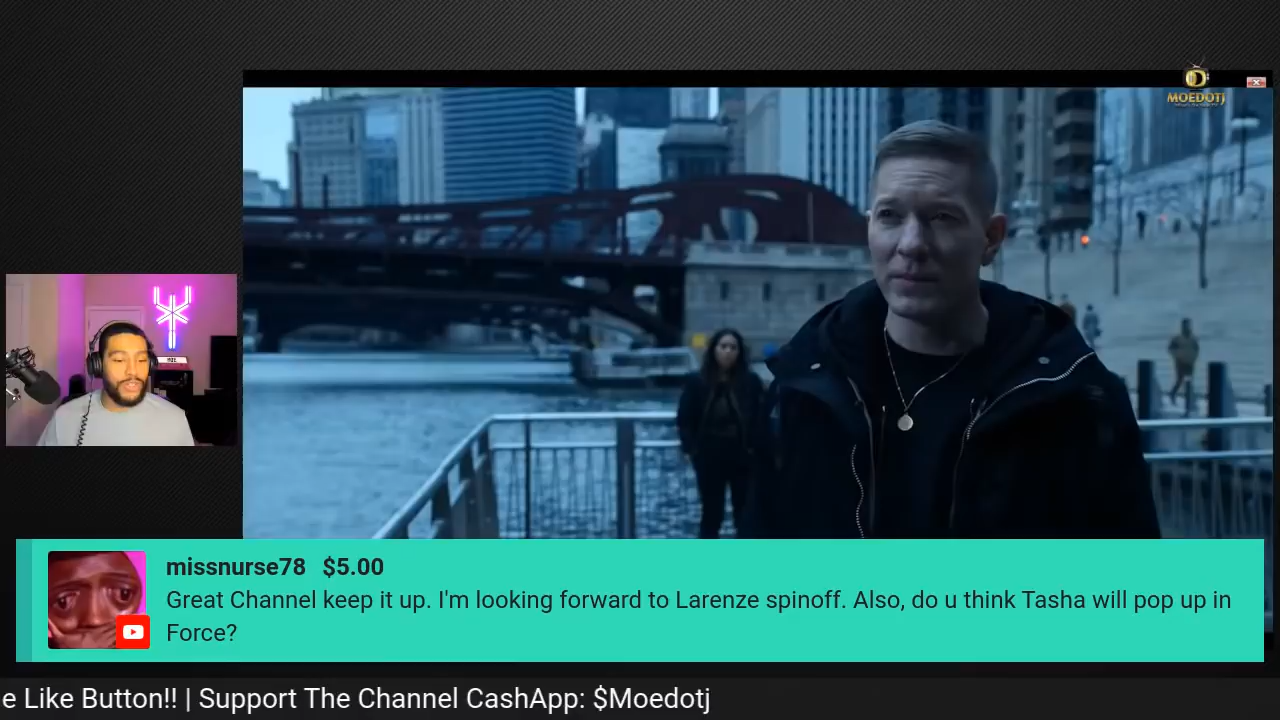 MOEDOTJ
missnurse78 $5.00
Great Channel keep it up. I'm looking forward to Larenze spinoff. Also, do u think Tasha will pop up in
Force?
e Like Button!! | Support The Channel CashApp: $Moedotj